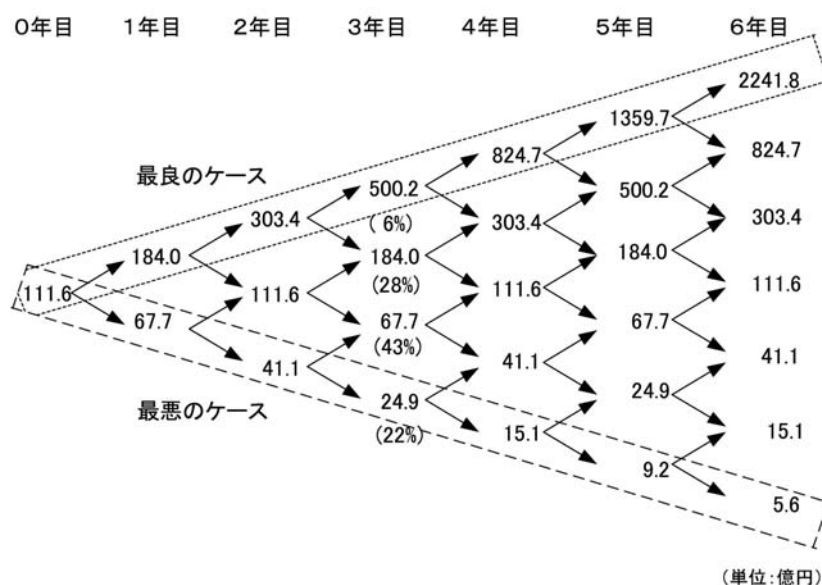 0年目 1年目 2年目 3年目 4年目 5年目 6年目
2241.8
1359.7
824.7 824.7
最良のケース 500.2 500.2
(6%)
303.4 303.4 303.4
184.0 184.0 184.0
(28%)
111.6 111.6 111.6 111.6
67.7 67.7 67.7
(43%)
41.1 41.1 41.1
最悪のケース 24.9 24.9
(22%)
15.1 15.1
9.2
5.6
(単位:億円)